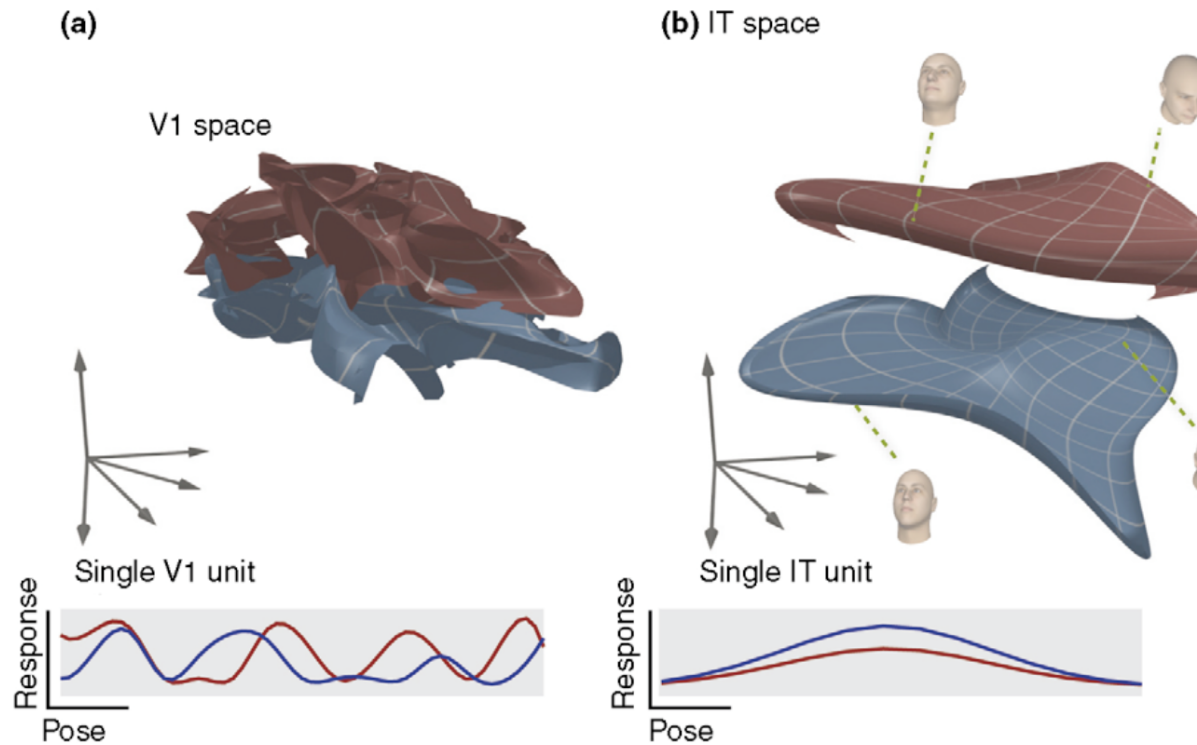 (a)
V1 space
Single V1 unit
Response
Pose
(b) IT space
Single IT unit
Response
Pose